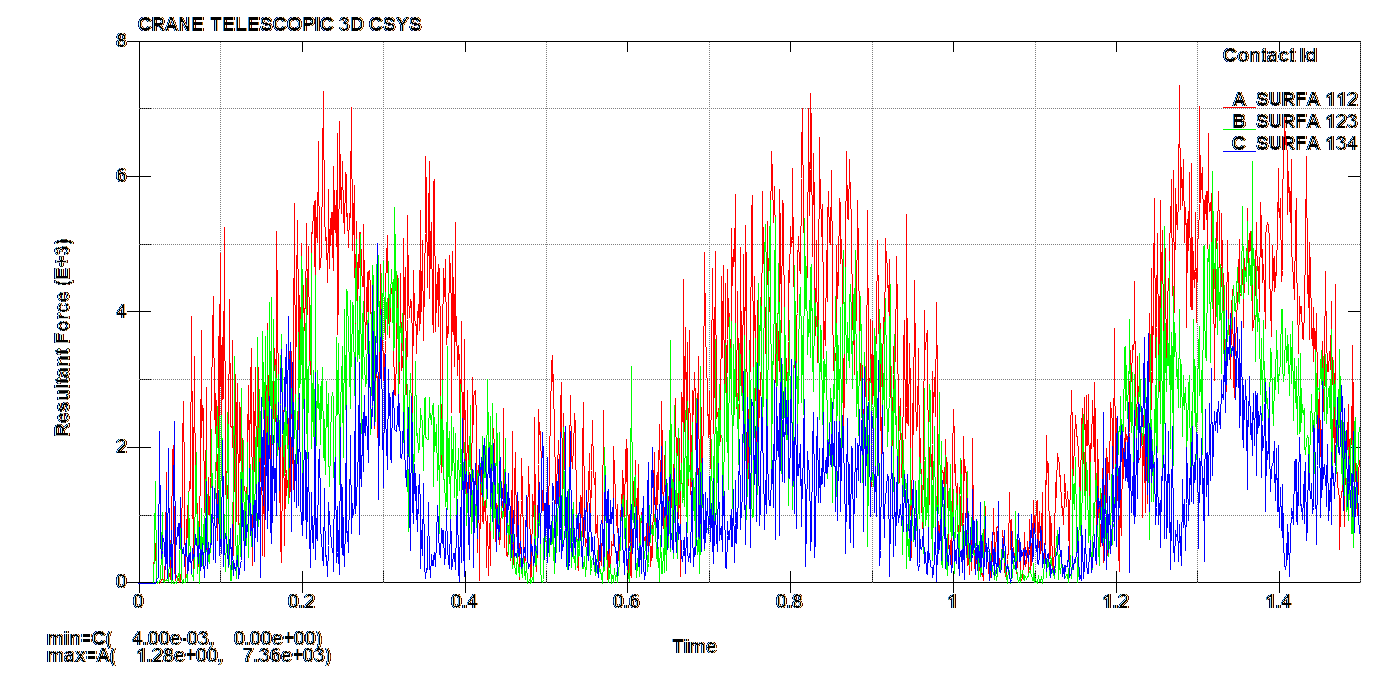 CRANE TELESCOPIC 3D CSYS
8
6
4
2
0
Resultant Force (E+3)
Contact Id
A SURFA 112
B SURFA 123
C SURFA 134
0 0.2 0.4 0.6 0.8 1 1.2 1.4
Time
min=C( 4.00e-03, 0.00e+00)
max=A( 1.28e+00, 7.36e+03)